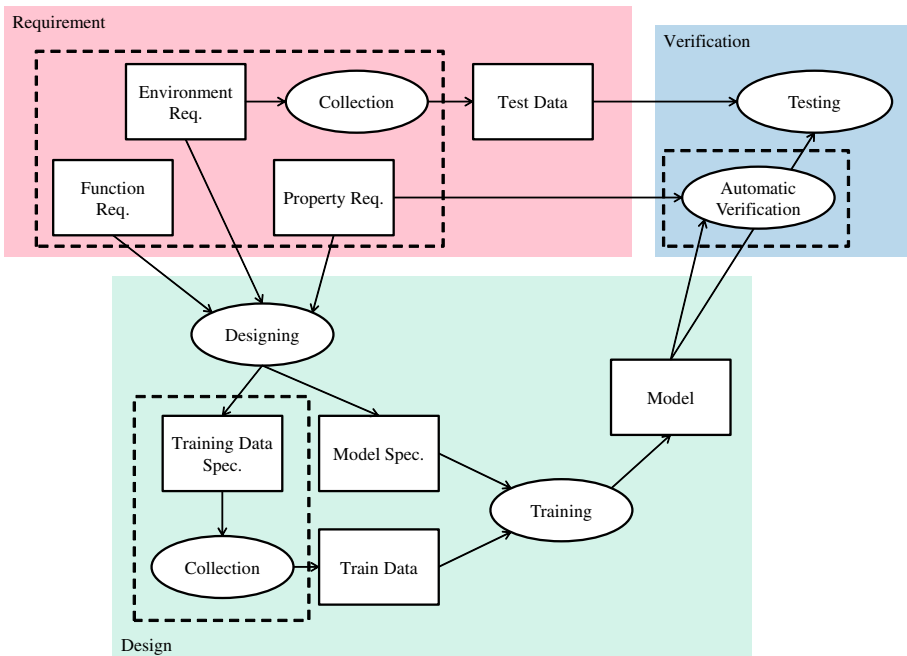 Requirement
Verification
Environment
Req.
Collection
Test Data
Testing
Function
Req.
Property Req.
Automatic
Verification
Designing
Model
Training Data
Spec.
Model Spec.
Training
Collection
Train Data
Design